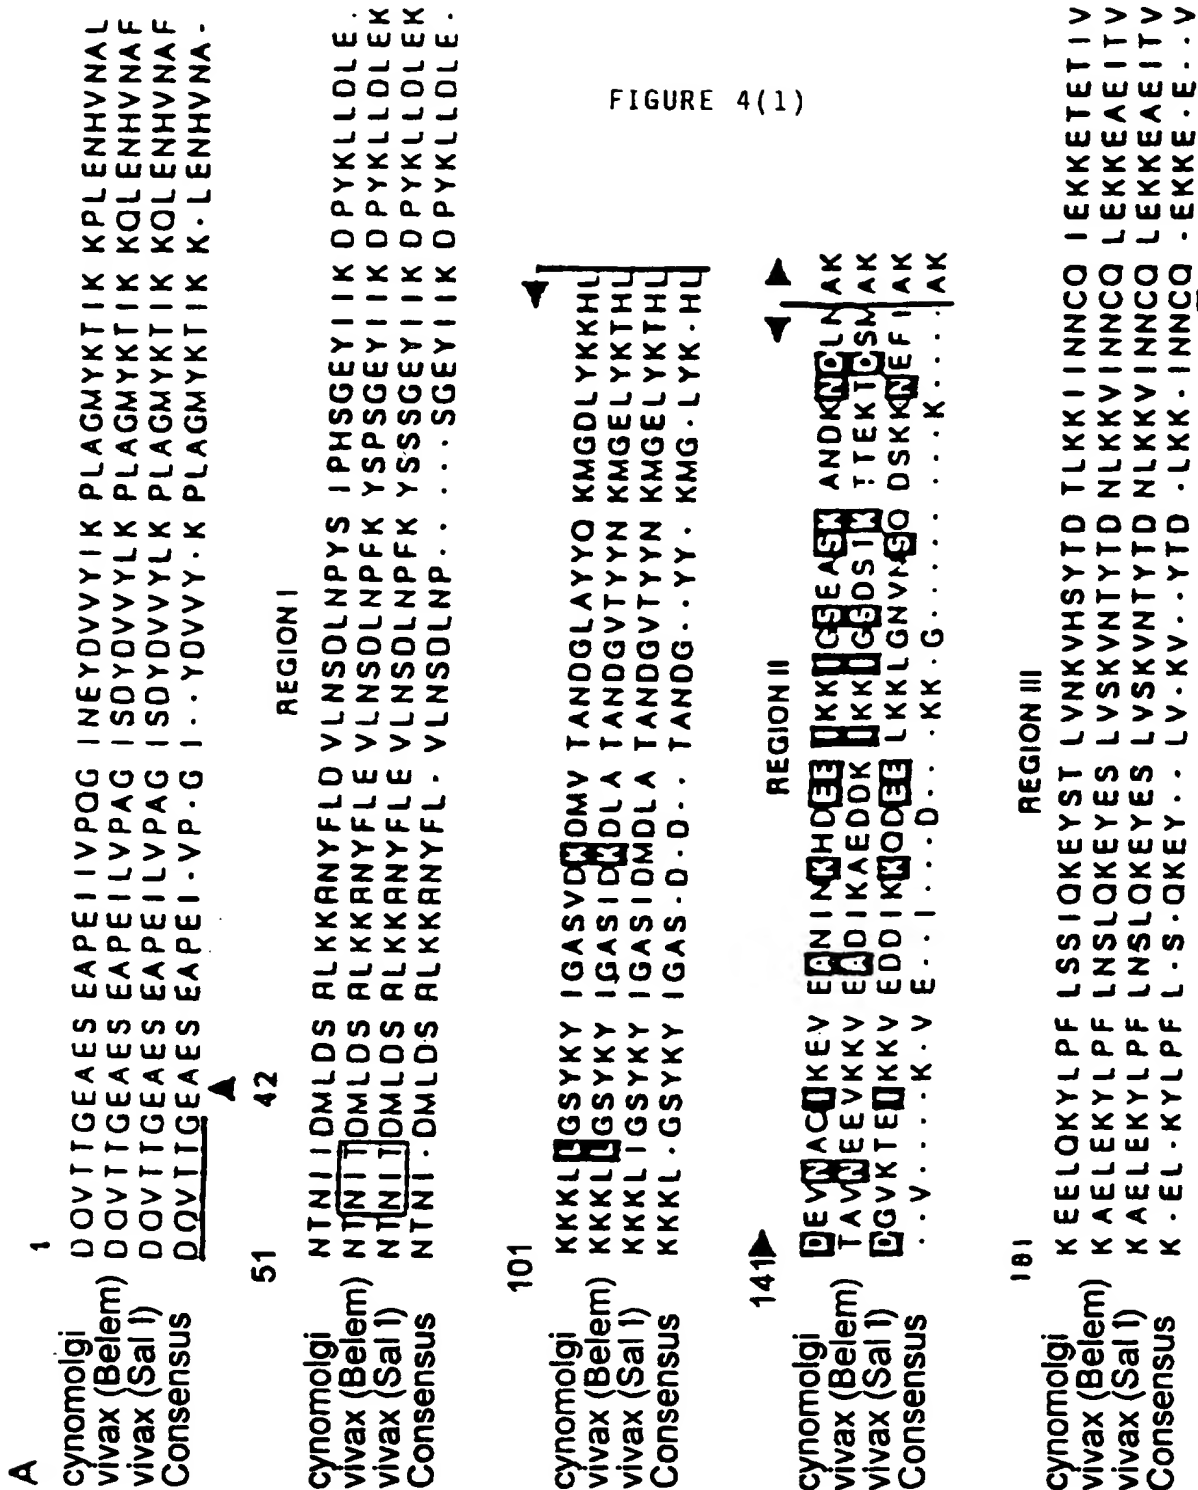 FIGURE 4(1)
A
1
cynomolgi DQVTTGEAES EAPEIIVPQG INEYDVVYIK PLAGMYKTIK KPLENHVNAL
vivax (Belem) DQVTTGEAES EAPEILVPAG ISDYDVVYLK PLAGMYKTIK KQLENHVNAF
vivax (Sal I) DQVTTGEAES EAPEILVPAG ISDYDVVYLK PLAGMYKTIK KQLENHVNAF
Consensus DQVTTGEAES EAPEI.VP.G I..YDVVY.K PLAGMYKTIK K.LENHVNA.
42
51
REGION I
cynomolgi NTNIIDMLDS RLKKRNYFLD VLNSDLNPYS IPHSGEYIIK DPYKLLDLE.
vivax (Belem) NTNITDMLDS RLKKRNYFLE VLNSDLNPFK YSPSGEYIIK DPYKLLDLEK
vivax (Sal I) NTNITDMLDS RLKKRNYFLE VLNSDLNPFK YSSSGEYIIK DPYKLLDLEK
Consensus NTNI.DMLDS RLKKRNYFL. VLNSDLNP.. ...SGEYIIK DPYKLLDLE.
101
cynomolgi KKKLLGSYKY IGASVDKDMV TANDGLAYYQ KMGDLYKKHL
vivax (Belem) KKKLLGSYKY IGASIDKDLA TANDGVTYYN KMGELYKTHL
vivax (Sal I) KKKLIGSYKY IGASIDMDLA TANDGVTYYN KMGELYKTHL
Consensus KKKL.GSYKY IGAS.D.D.. TANDG..YY. KMG.LYK.HL
141
REGION II
cynomolgi DEVNACIKEV EANINKHDEE IKKIGSEASK ANDKNCLNAK
vivax (Belem) TAVNEEVKKV EADIKAEDDK IKKIGSDSIK TTEKTCSMAK
vivax (Sal I) DGVKTEIKKV EDDIKKQDEE LKKLGNVNSQ DSKKNEFIAK
Consensus ..V....K.V E..I...D.. .KK.G..... ...K....AK
181
REGION III
cynomolgi KEELQKYLPF LSSIQKEYST LVNKVHSYTD TLKKIINNCQ IEKKETETIV
vivax (Belem) KAELEKYLPF LNSLQKEYES LVSKVNTYTD NLKKVINNCQ LEKKEAEITV
vivax (Sal I) KAELEKYLPF LNSLQKEYES LVSKVNTYTD NLKKVINNCQ LEKKEAEITV
Consensus K.EL.KYLPF L.S.QKEY.. LV.KV..YTD .LKK.INNCQ .EKKE.E..V